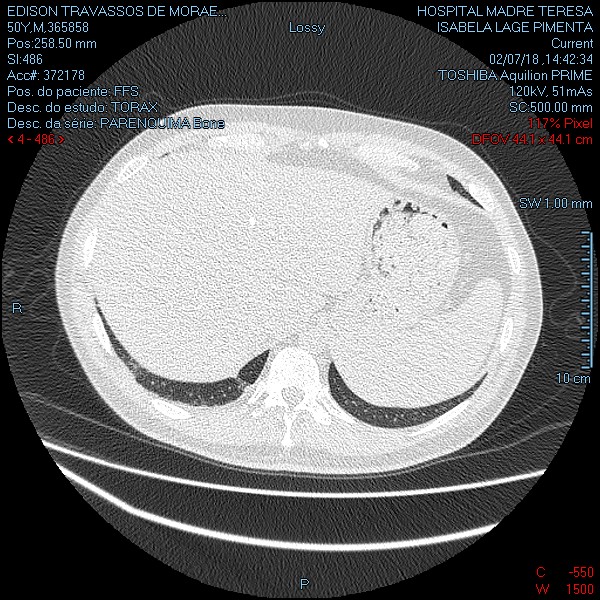 EDISON TRAVASSOS DE MORAE...
50Y,M,365858
Pos:258.50 mm
SI:486
Acc#: 372178
Pos. do paciente: FFS
Desc. do estudo: TORAX
Desc. da série: PARENQUIMA Bone
< 4 - 486 >
Lossy
HOSPITAL MADRE TERESA
ISABELA LAGE PIMENTA
Current
02/07/18 ,14:42:34
TOSHIBA Aquilion PRIME
120kV, 51mAs
SC:500.00 mm
117% Pixel
DFOV 44.1 x 44.1 cm
SW 1.00 mm
R
10 cm
P
C -550
W 1500